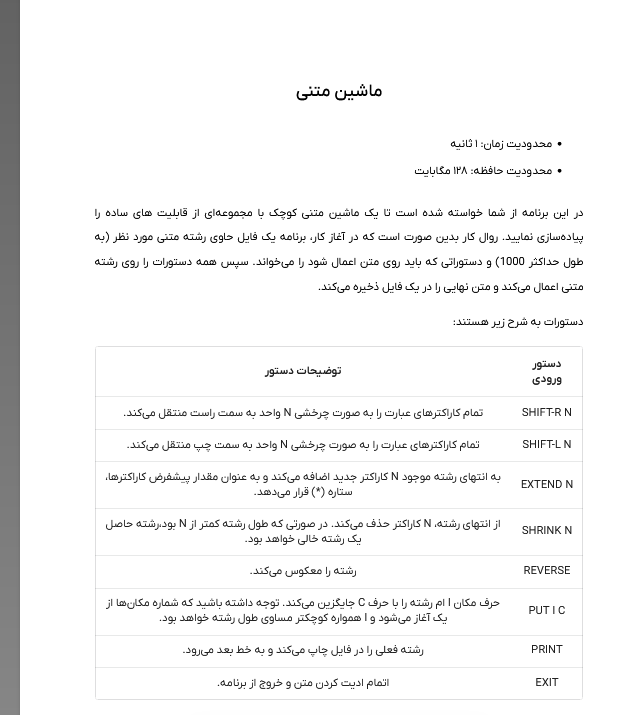 ماشین متنی
• محدودیت زمان: ۱ ثانیه
• محدودیت حافظه: ۱۲۸ مگابایت
در این برنامه از شما خواسته شده است تا یک ماشین متنی کوچک با مجموعه‌ای از قابلیت های ساده را
پیاده‌سازی نمایید. روال کار بدین صورت است که در آغاز کار، برنامه یک فایل حاوی رشته متنی مورد نظر (به
طول حداکثر 1000) و دستوراتی که باید روی متن اعمال شود را می‌خواند. سپس همه دستورات را روی رشته
متنی اعمال می‌کند و متن نهایی را در یک فایل ذخیره می‌کند.
دستورات به شرح زیر هستند:
دستور
ورودی
توضیحات دستور
SHIFT-R N
تمام کاراکترهای عبارت را به صورت چرخشی N واحد به سمت راست منتقل می‌کند.
SHIFT-L N
تمام کاراکترهای عبارت را به صورت چرخشی N واحد به سمت چپ منتقل می‌کند.
EXTEND N
به انتهای رشته موجود N کاراکتر جدید اضافه می‌کند و به عنوان مقدار پیشفرض کاراکترها،
ستاره (*) قرار می‌دهد.
SHRINK N
از انتهای رشته، N کاراکتر حذف می‌کند. در صورتی که طول رشته کمتر از N بود،رشته حاصل
یک رشته خالی خواهد بود.
REVERSE
رشته را معکوس می‌کند.
PUT I C
حرف مکان I ام رشته را با حرف C جایگزین می‌کند. توجه داشته باشید که شماره مکان‌ها از
یک آغاز می‌شود و I همواره کوچکتر مساوی طول رشته خواهد بود.
PRINT
رشته فعلی را در فایل چاپ می‌کند و به خط بعد می‌رود.
EXIT
اتمام ادیت کردن متن و خروج از برنامه.